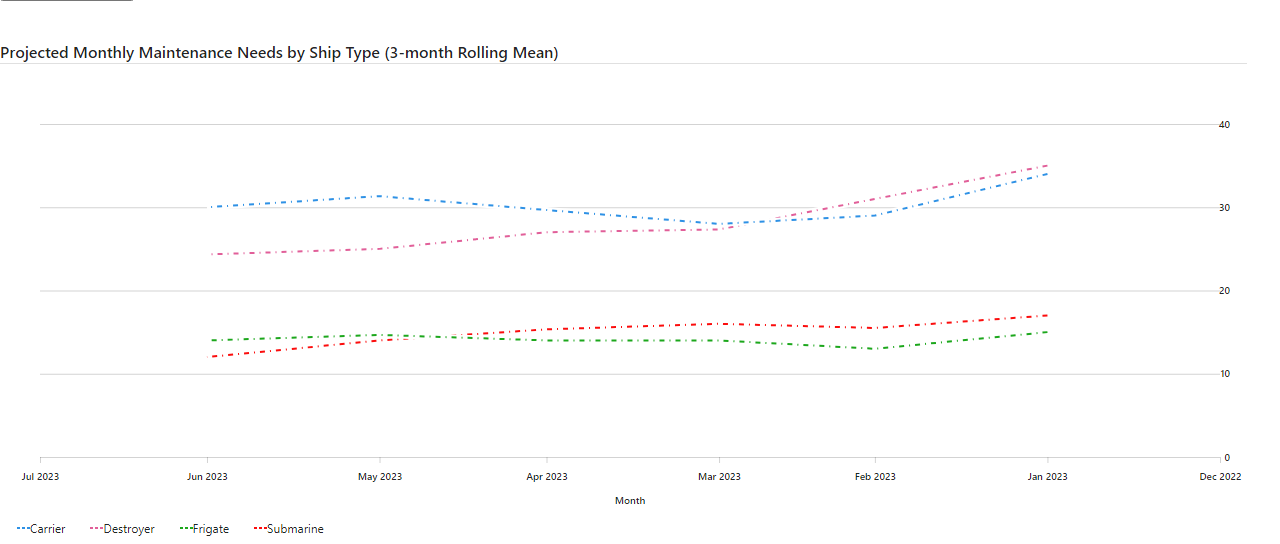 Projected Monthly Maintenance Needs by Ship Type (3-month Rolling Mean)
40
30
20
10
0
Jul 2023 Jun 2023 May 2023 Apr 2023 Mar 2023 Feb 2023 Jan 2023 Dec 2022
Month
Carrier Destroyer Frigate Submarine